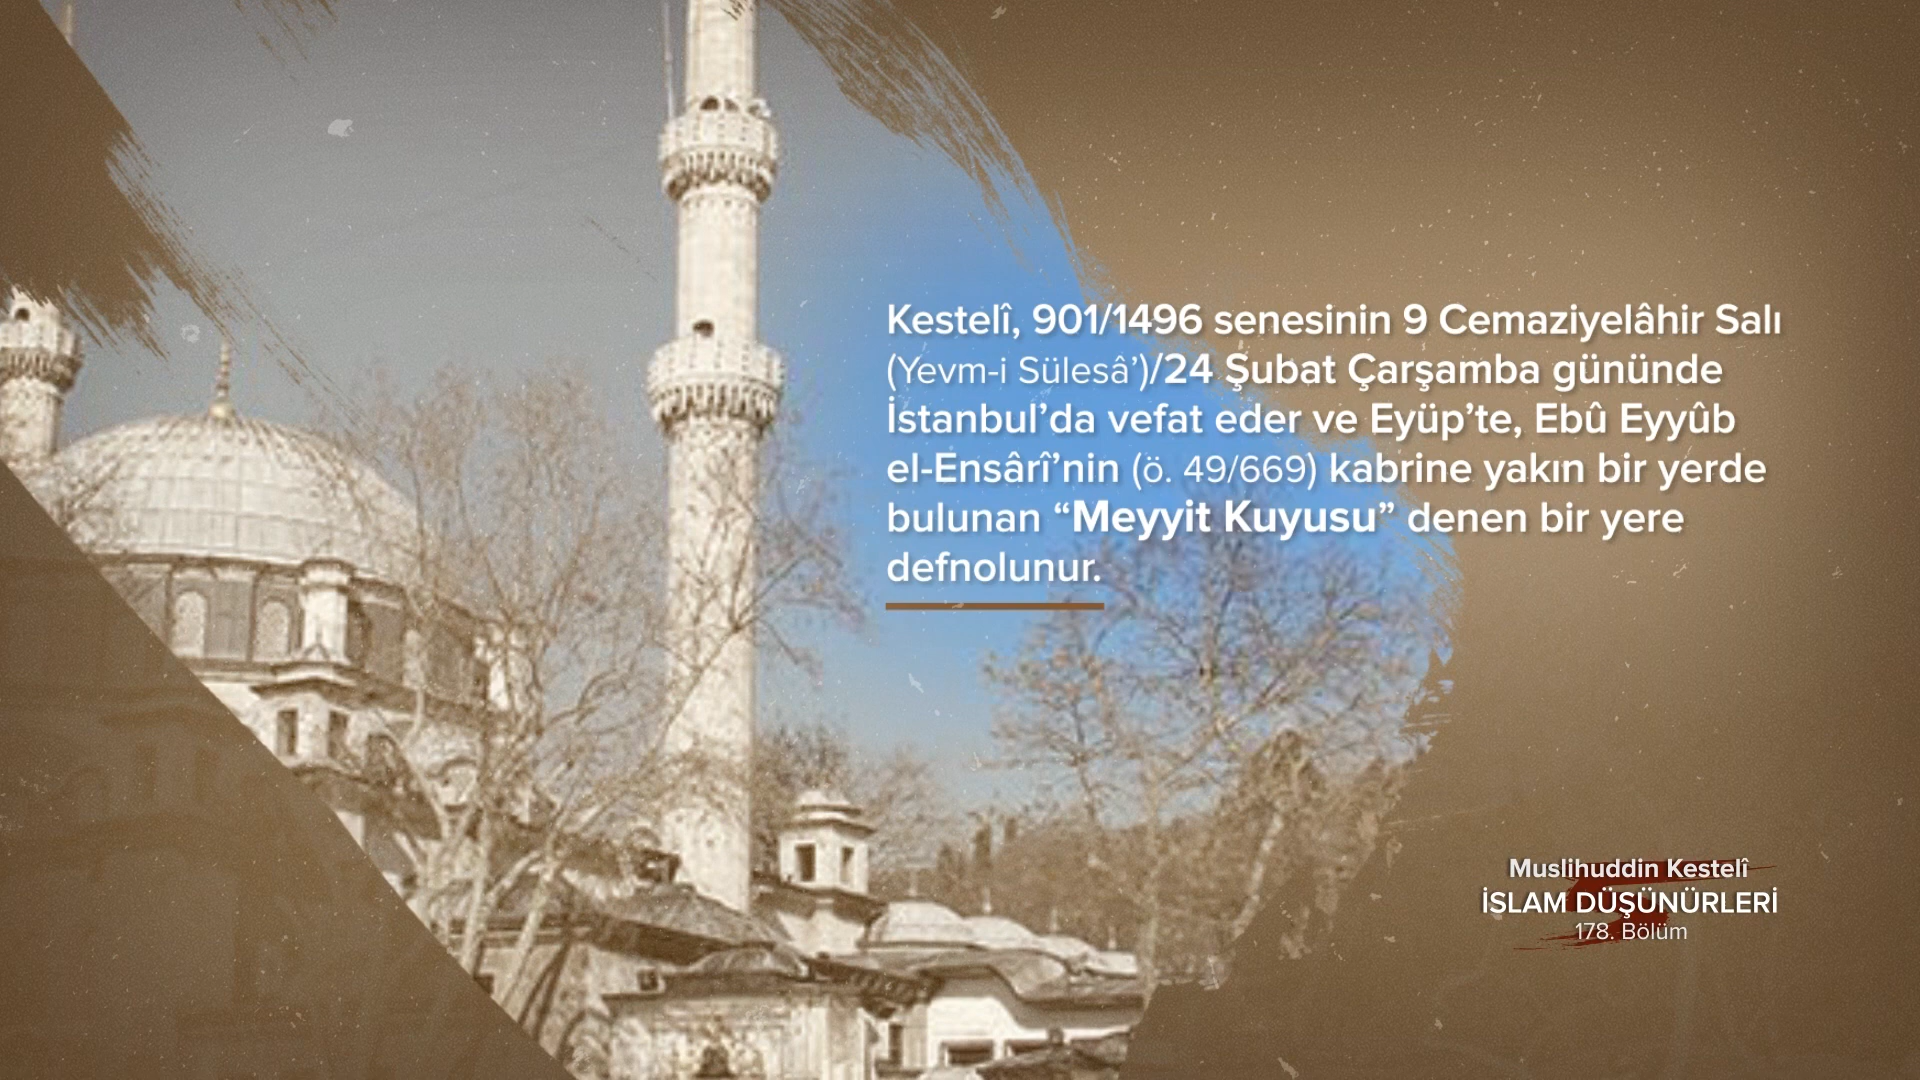 Kestelî, 901/1496 senesinin 9 Cemaziyelâhir Salı
(Yevm-i Sülesâ’)/24 Şubat Çarşamba gününde
İstanbul’da vefat eder ve Eyüp’te, Ebû Eyyûb
el-Ensârî’nin (ö. 49/669) kabrine yakın bir yerde
bulunan “Meyyit Kuyusu” denen bir yere
defnolunur.
Muslihuddin Kestelî
İSLAM DÜŞÜNÜRLERİ
178. Bölüm